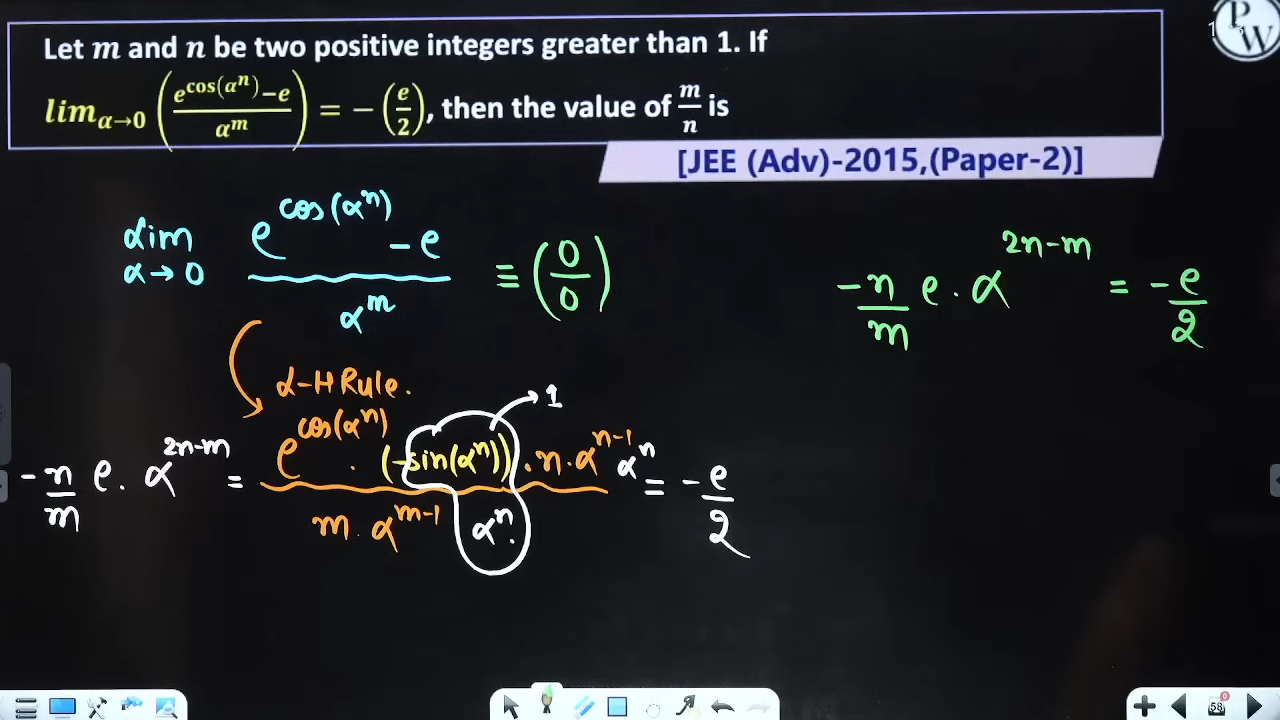 Let m and n be two positive integers greater than 1. If
lim_{α→0} ( (e^{cos(α^n)} − e) / α^m ) = − (e/2), then the value of m/n is
P
W
[JEE (Adv)-2015,(Paper-2)]
lim_{α→0} (e^{cos(α^n)} − e) / α^m ≡ (0/0)
-n/m e. α^{2n-m} = -e/2
L-H Rule.
→ 1
-n/m e. α^{2n-m} = (e^{cos(α^n)} . (-sin(α^n)) . n. α^{n-1} α^n) / (m. α^{m-1} α^n.) = -e/2
58